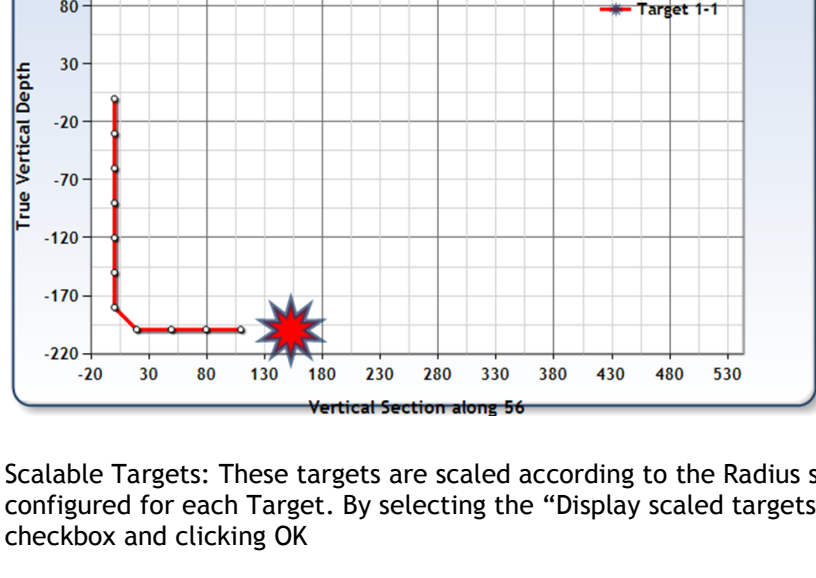 80
Target 1-1
30
True Vertical Depth
-20
-70
-120
-170
-220
-20 30 80 130 180 230 280 330 380 430 480 530
Vertical Section along 56
Scalable Targets: These targets are scaled according to the Radius s
configured for each Target. By selecting the “Display scaled targets
checkbox and clicking OK